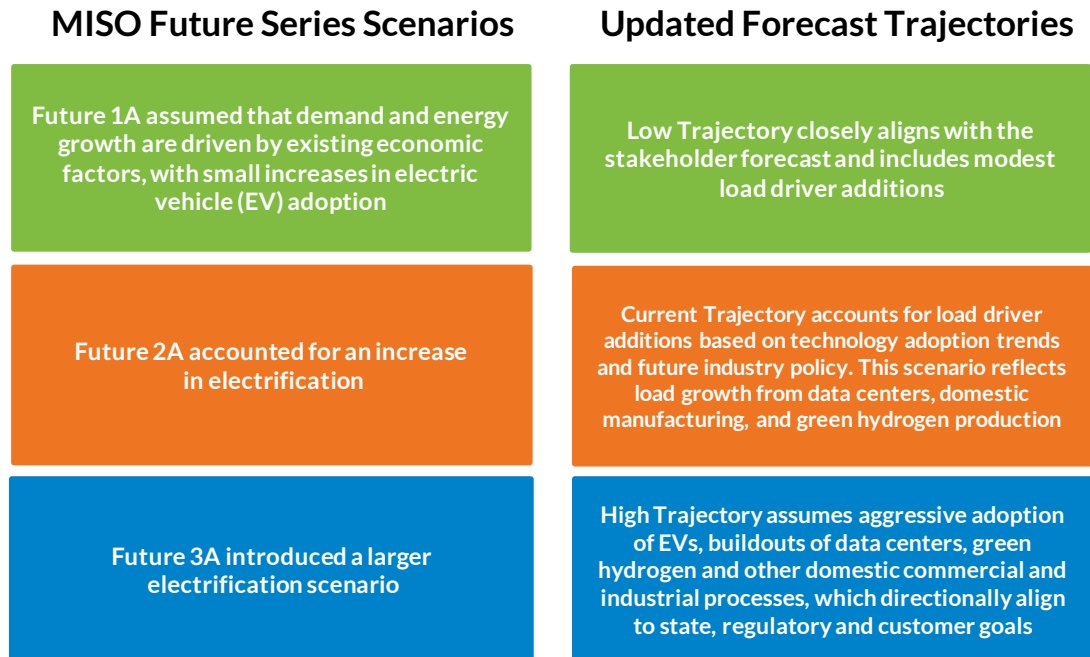 MISO Future Series Scenarios
Updated Forecast Trajectories
Future 1A assumed that demand and energy
growth are driven by existing economic
factors, with small increases in electric
vehicle (EV) adoption
Low Trajectory closely aligns with the
stakeholder forecast and includes modest
load driver additions
Future 2A accounted for an increase
in electrification
Current Trajectory accounts for load driver
additions based on technology adoption trends
and future industry policy. This scenario reflects
load growth from data centers, domestic
manufacturing, and green hydrogen production
Future 3A introduced a larger
electrification scenario
High Trajectory assumes aggressive adoption
of EVs, buildouts of data centers, green
hydrogen and other domestic commercial and
industrial processes, which directionally align
to state, regulatory and customer goals